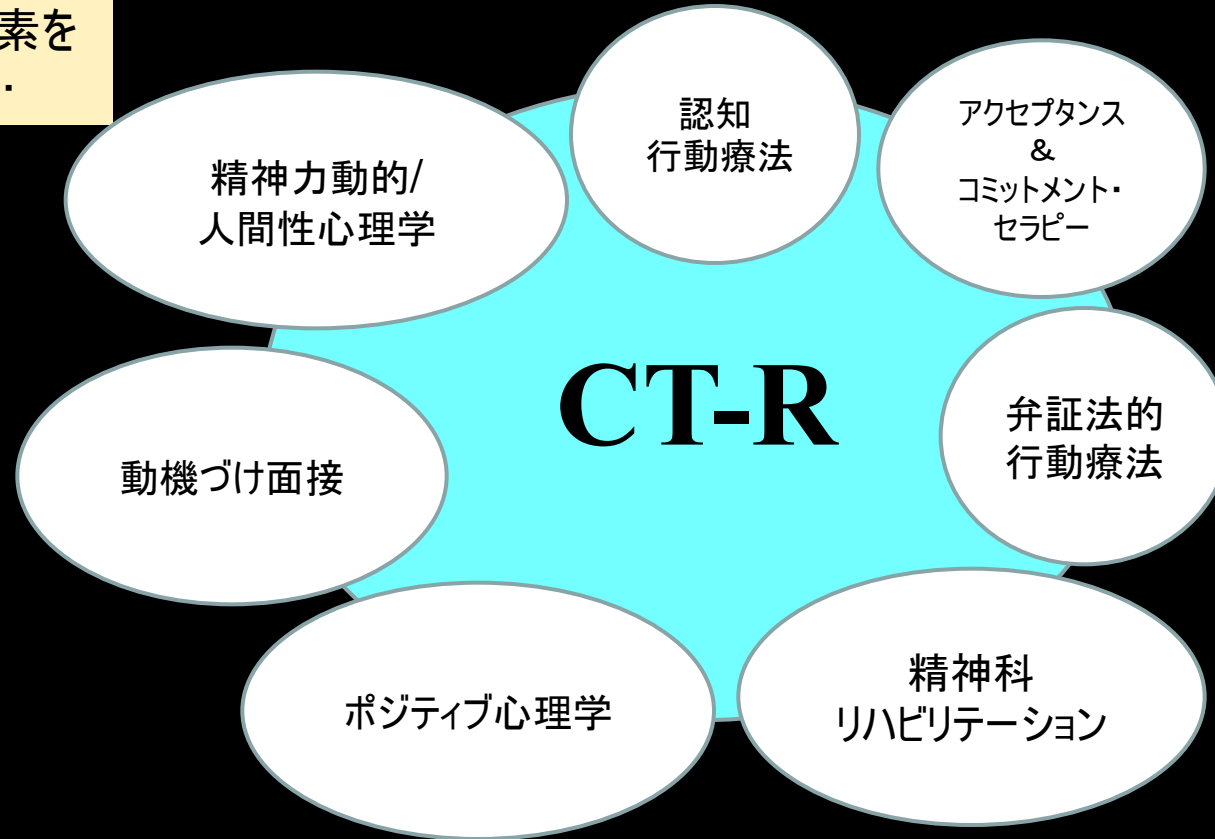 素を
・
精神力動的/
人間性心理学
認知
行動療法
アクセプタンス
&
コミットメント・
セラピー
CT-R
弁証法的
行動療法
動機づけ面接
ポジティブ心理学
精神科
リハビリテーション